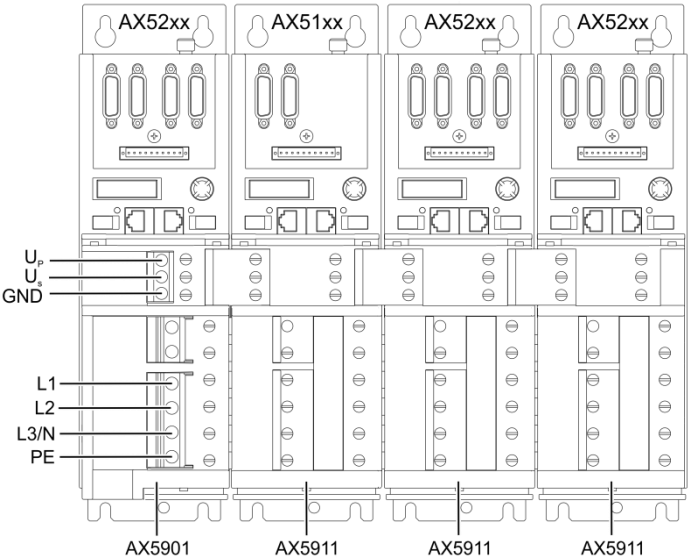 AX52xx AX51xx AX52xx AX52xx
UP
Us
GND
L1
L2
L3/N
PE
AX5901 AX5911 AX5911 AX5911